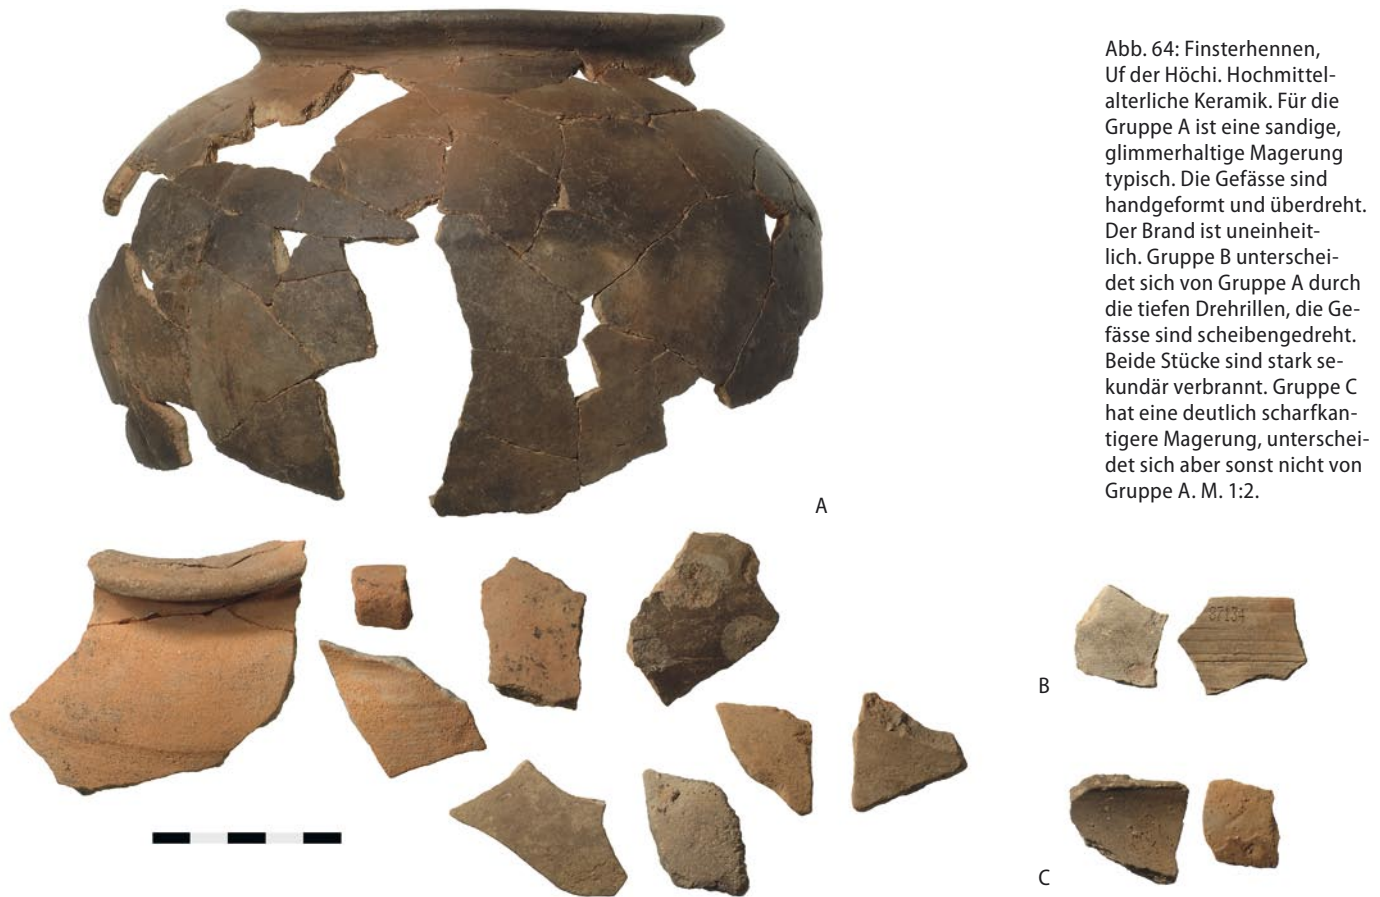 Abb. 64: Finsterhennen,
Uf der Höchi. Hochmittel-
alterliche Keramik. Für die
Gruppe A ist eine sandige,
glimmerhaltige Magerung
typisch. Die Gefässe sind
handgeformt und überdreht.
Der Brand ist uneinheit-
lich. Gruppe B unterschei-
det sich von Gruppe A durch
die tiefen Drehrillen, die Ge-
fässe sind scheibengedreht.
Beide Stücke sind stark se-
kundär verbrannt. Gruppe C
hat eine deutlich scharfkan-
tigere Magerung, unterschei-
det sich aber sonst nicht von
Gruppe A. M. 1:2.
A
87134
B
C